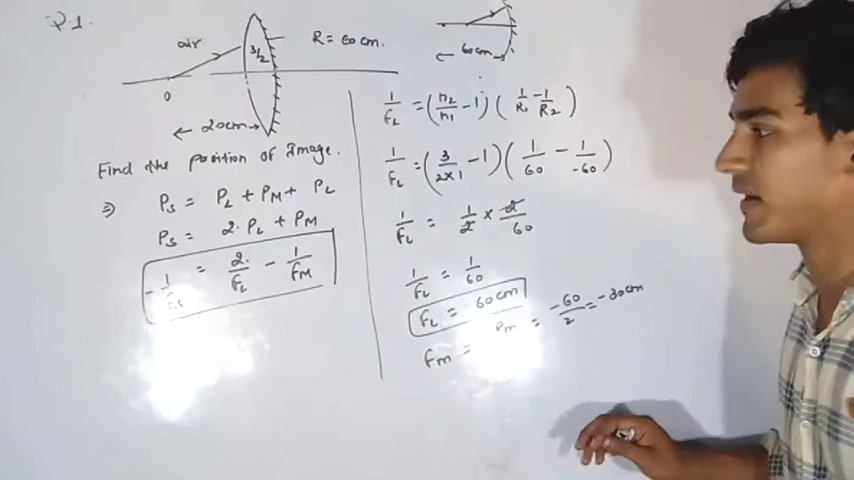 P.1.
air
3/2
R = 60 cm.
60cm
O
20cm
Find the position of image.
⇒ Ps = PL + PM + PL
Ps = 2·PL + PM
-1/fs = 2/fL - 1/fM
1/fL = (n2/n1 - 1)(1/R1 - 1/R2)
1/fL = (3/2×1 - 1)(1/60 - 1/-60)
1/fL = 1/2 × 2/60
1/fL = 1/60
fL = 60cm
fm = Rm = -60/2 = -30cm